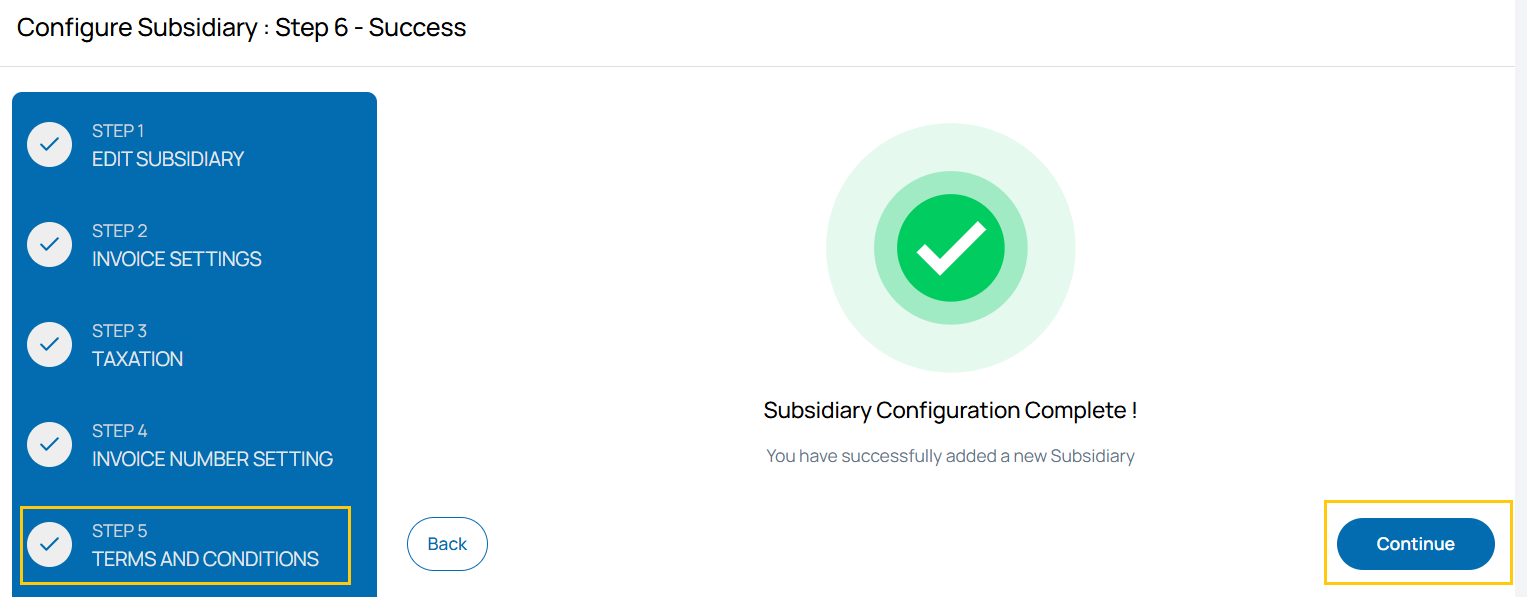 Configure Subsidiary : Step 6 - Success
STEP 1
EDIT SUBSIDIARY
STEP 2
INVOICE SETTINGS
STEP 3
TAXATION
STEP 4
INVOICE NUMBER SETTING
STEP 5
TERMS AND CONDITIONS
Subsidiary Configuration Complete !
You have successfully added a new Subsidiary
Back
Continue